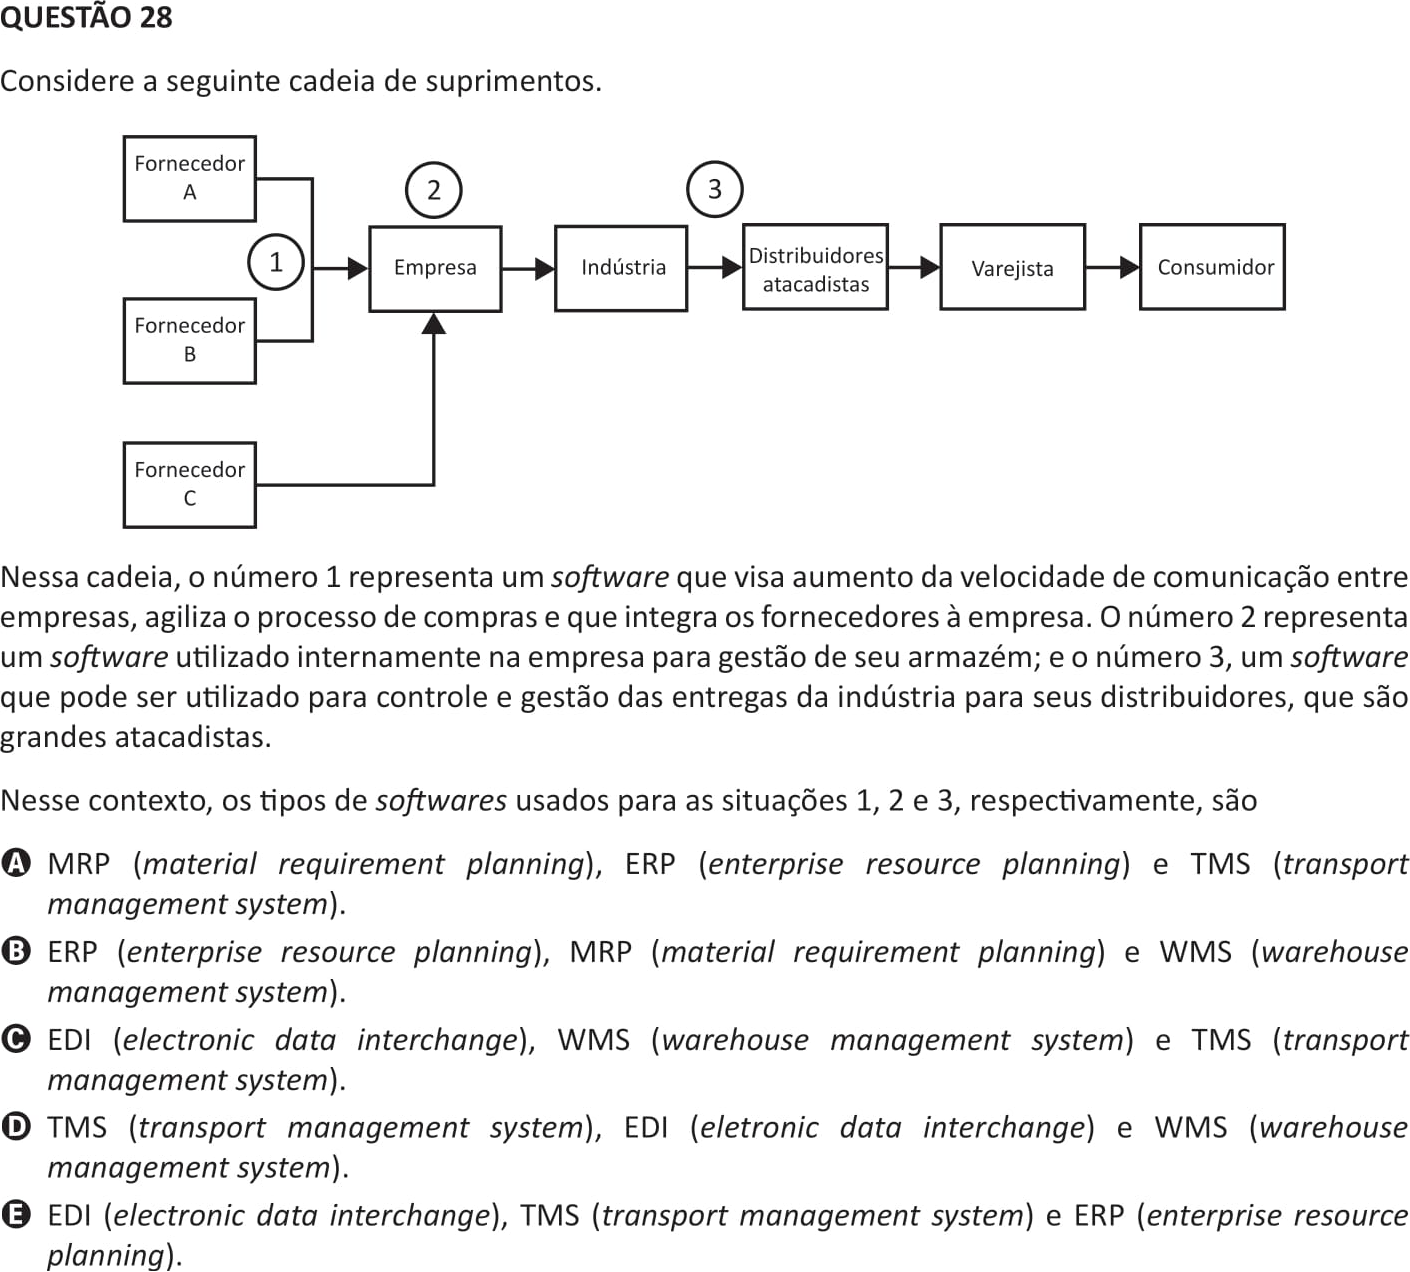 QUESTÃO 28
Considere a seguinte cadeia de suprimentos.
Fornecedor
A
1
Fornecedor
B
Fornecedor
C
2
Empresa
Indústria
3
Distribuidores
atacadistas
Varejista
Consumidor
Nessa cadeia, o número 1 representa um software que visa aumento da velocidade de comunicação entre
empresas, agiliza o processo de compras e que integra os fornecedores à empresa. O número 2 representa
um software utilizado internamente na empresa para gestão de seu armazém; e o número 3, um software
que pode ser utilizado para controle e gestão das entregas da indústria para seus distribuidores, que são
grandes atacadistas.
Nesse contexto, os tipos de softwares usados para as situações 1, 2 e 3, respectivamente, são
A MRP (material requirement planning), ERP (enterprise resource planning) e TMS (transport
management system).
B ERP (enterprise resource planning), MRP (material requirement planning) e WMS (warehouse
management system).
C EDI (electronic data interchange), WMS (warehouse management system) e TMS (transport
management system).
D TMS (transport management system), EDI (eletronic data interchange) e WMS (warehouse
management system).
E EDI (electronic data interchange), TMS (transport management system) e ERP (enterprise resource
planning).